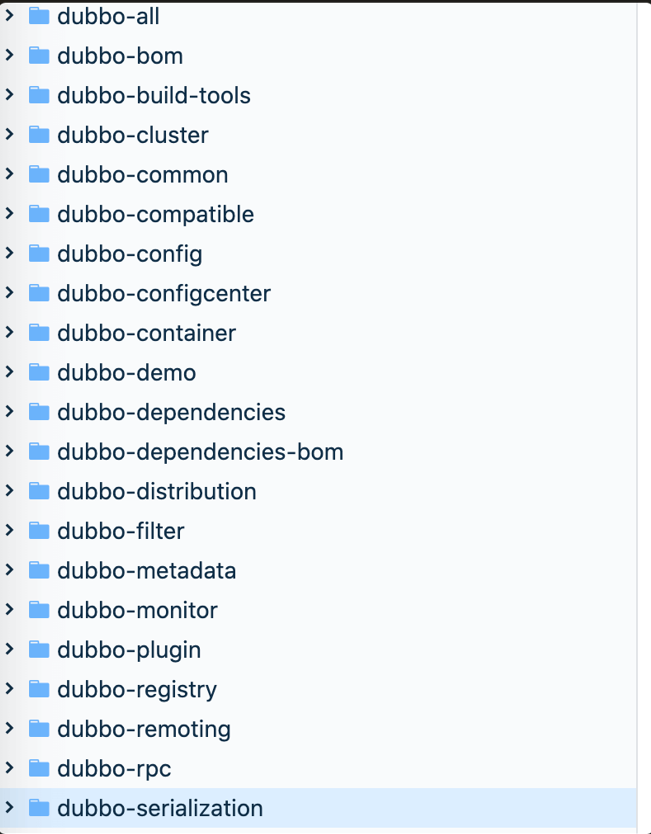 dubbo-all
dubbo-bom
dubbo-build-tools
dubbo-cluster
dubbo-common
dubbo-compatible
dubbo-config
dubbo-configcenter
dubbo-container
dubbo-demo
dubbo-dependencies
dubbo-dependencies-bom
dubbo-distribution
dubbo-filter
dubbo-metadata
dubbo-monitor
dubbo-plugin
dubbo-registry
dubbo-remoting
dubbo-rpc
dubbo-serialization